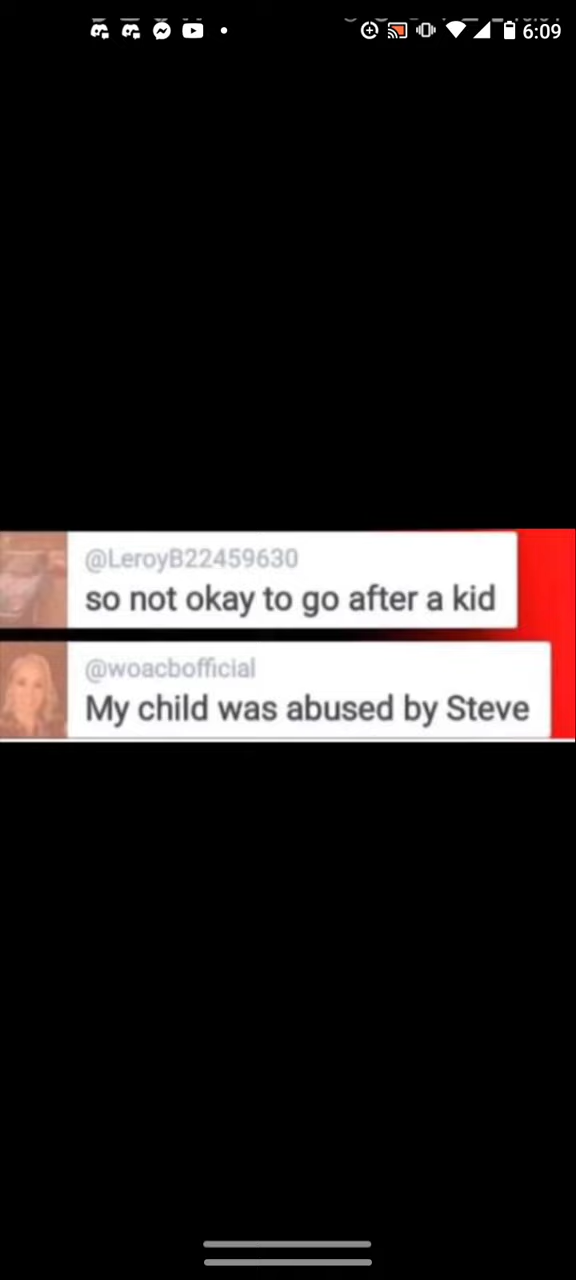 6:09
@LeroyB22459630
so not okay to go after a kid
@woacbofficial
My child was abused by Steve